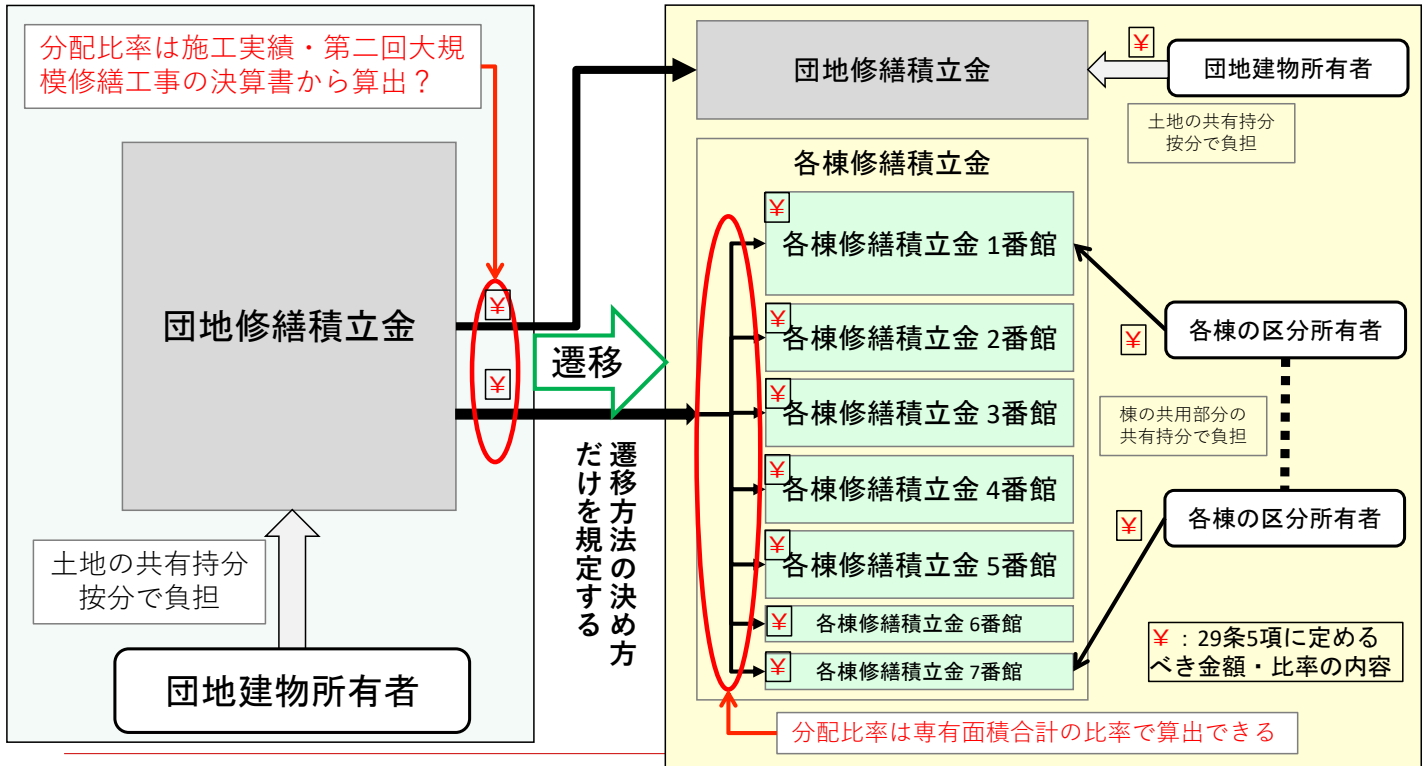 分配比率は施工実績・第二回大規
模修繕工事の決算書から算出？
団地修繕積立金
¥
¥
土地の共有持分
按分で負担
団地建物所有者
遷移
遷移方法の決め方
だけを規定する
団地修繕積立金
¥
団地建物所有者
土地の共有持分
按分で負担
各棟修繕積立金
¥
各棟修繕積立金 1番館
¥
各棟修繕積立金 2番館
¥
各棟修繕積立金 3番館
¥
各棟修繕積立金 4番館
¥
各棟修繕積立金 5番館
¥
各棟修繕積立金 6番館
¥
各棟修繕積立金 7番館
¥
各棟の区分所有者
棟の共用部分の
共有持分で負担
¥
各棟の区分所有者
¥：29条5項に定める
べき金額・比率の内容
分配比率は専有面積合計の比率で算出できる